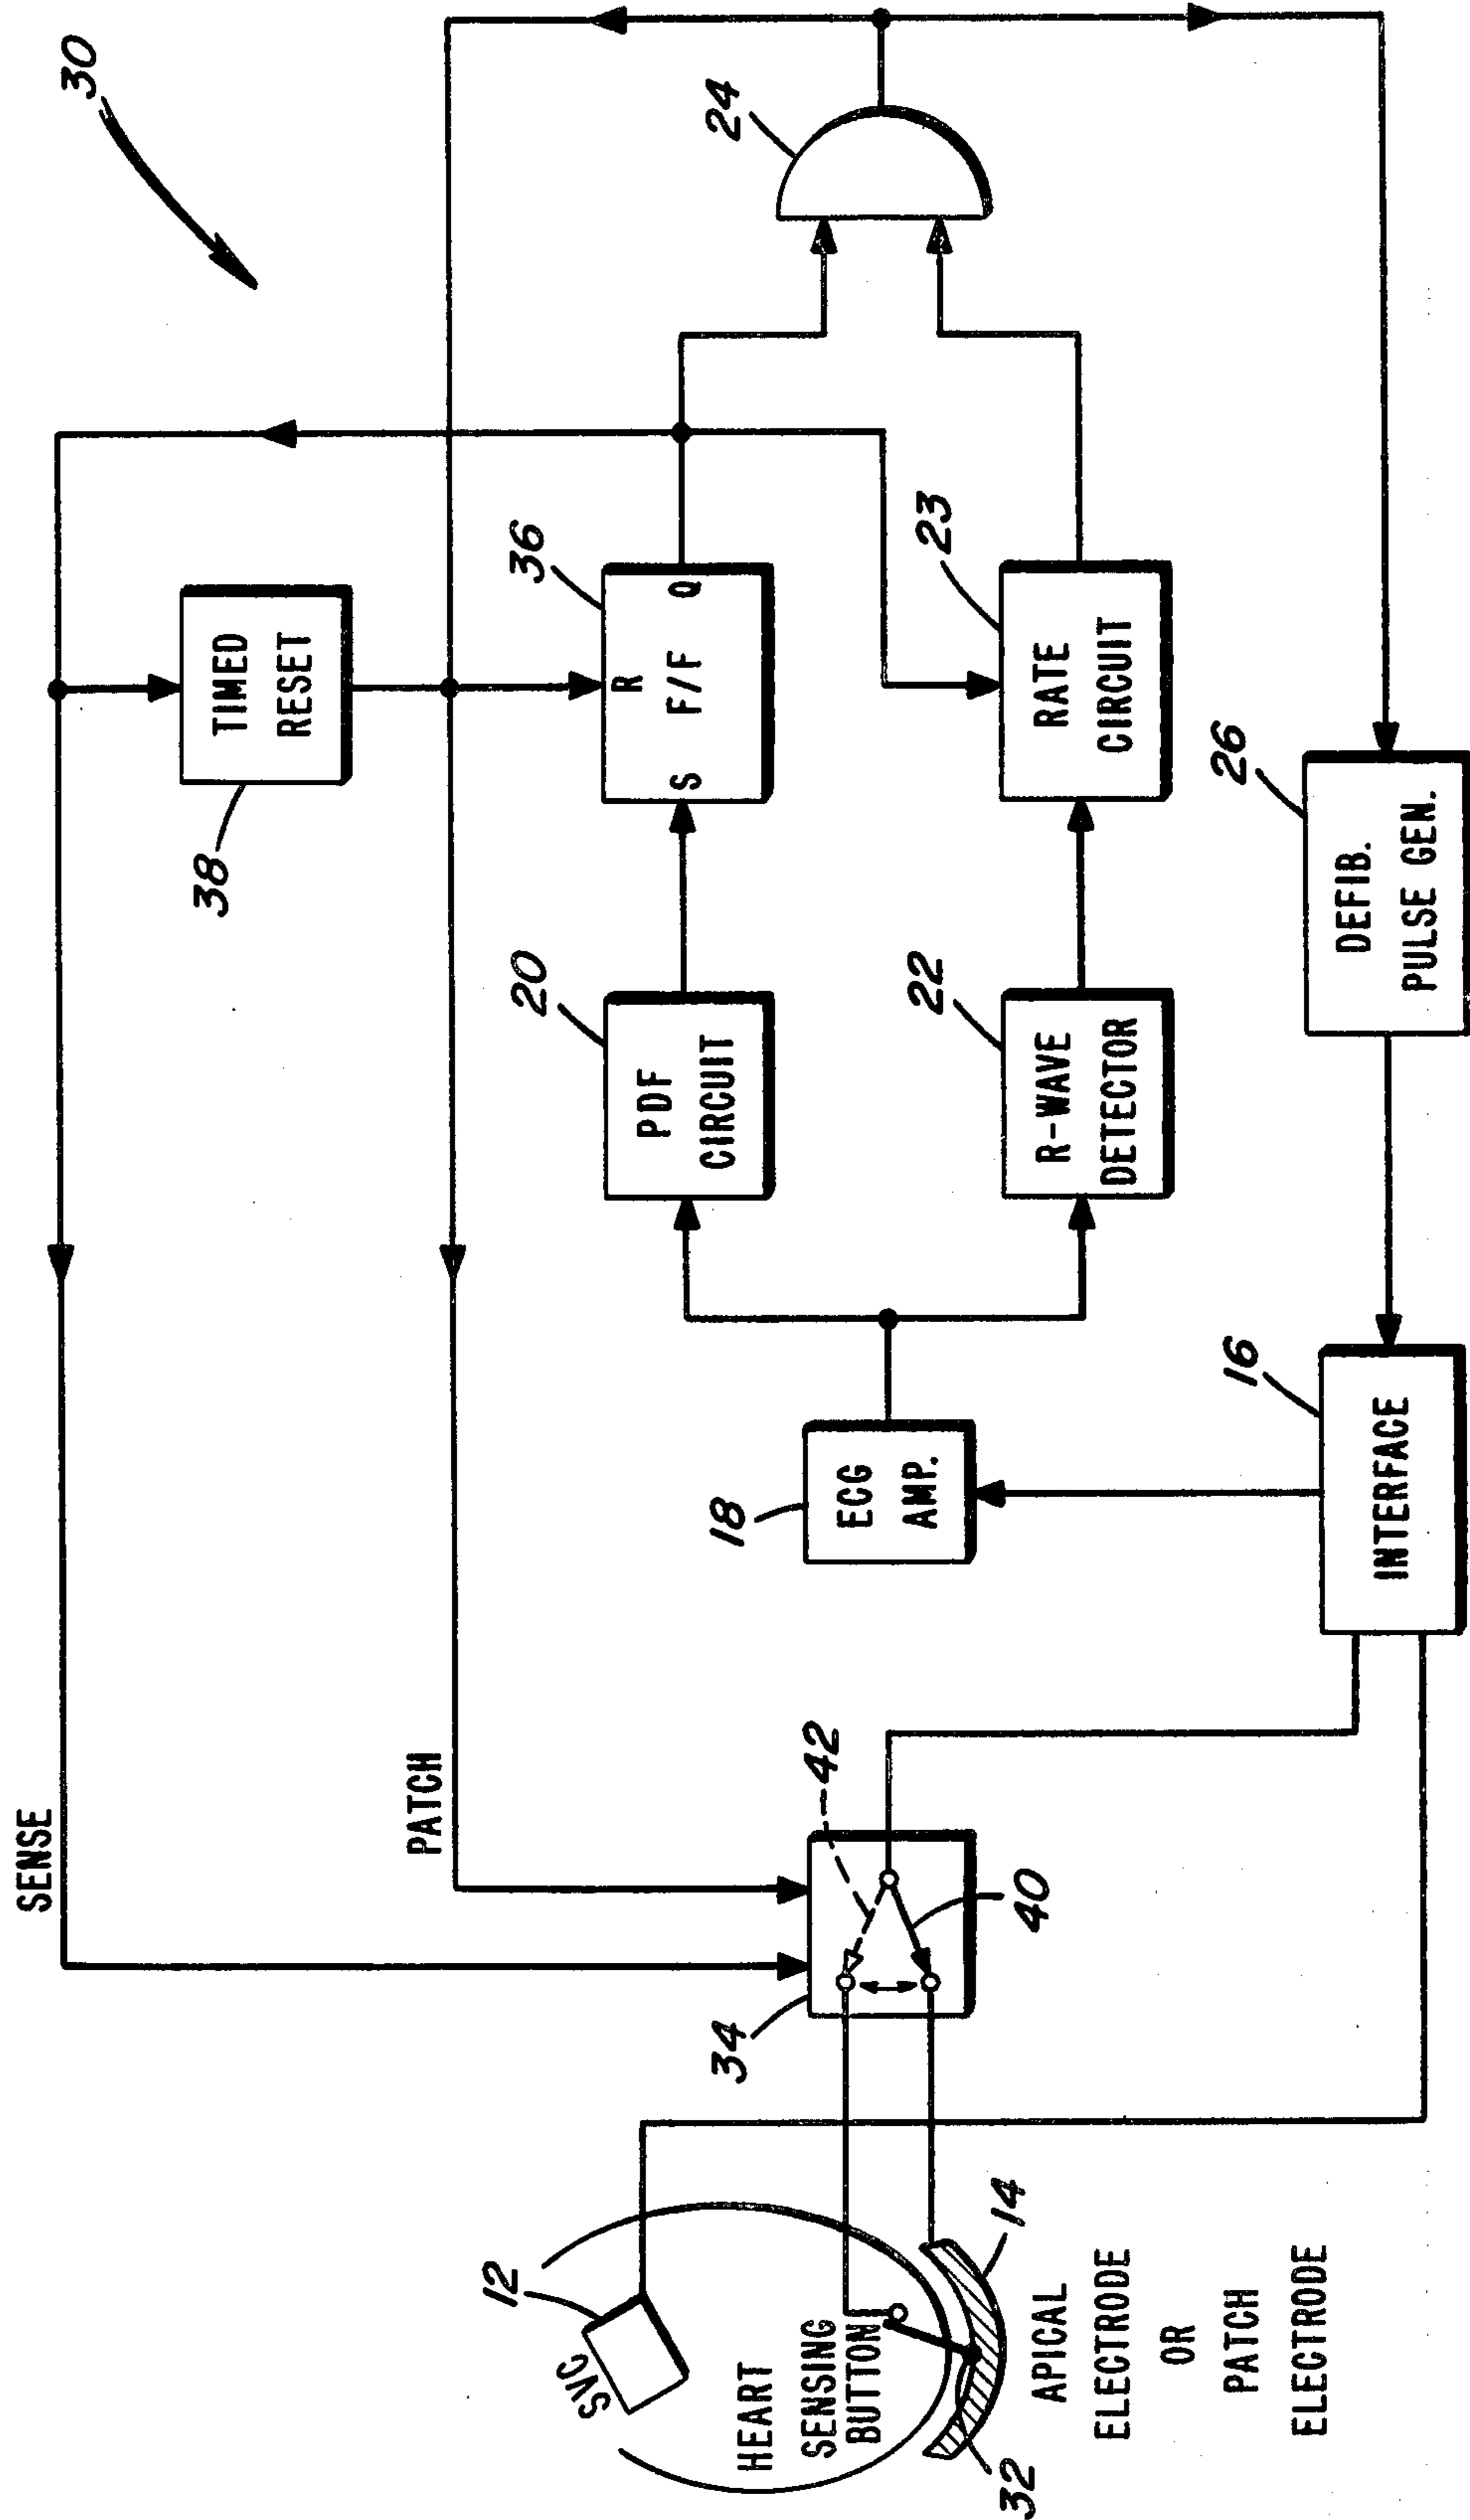 30
SENSE
38
TIMED
RESET
PATCH
36
R
S F/F Q
24
20
PDF
CIRCUIT
23
RATE
CIRCUIT
22
R-WAVE
DETECTOR
18
ECG
AMP.
26
DEFIB.
PULSE GEN.
16
INTERFACE
34
42
40
12
SVC
HEART
SENSING
BUTTON
14
32
APICAL
ELECTRODE
OR
PATCH
ELECTRODE